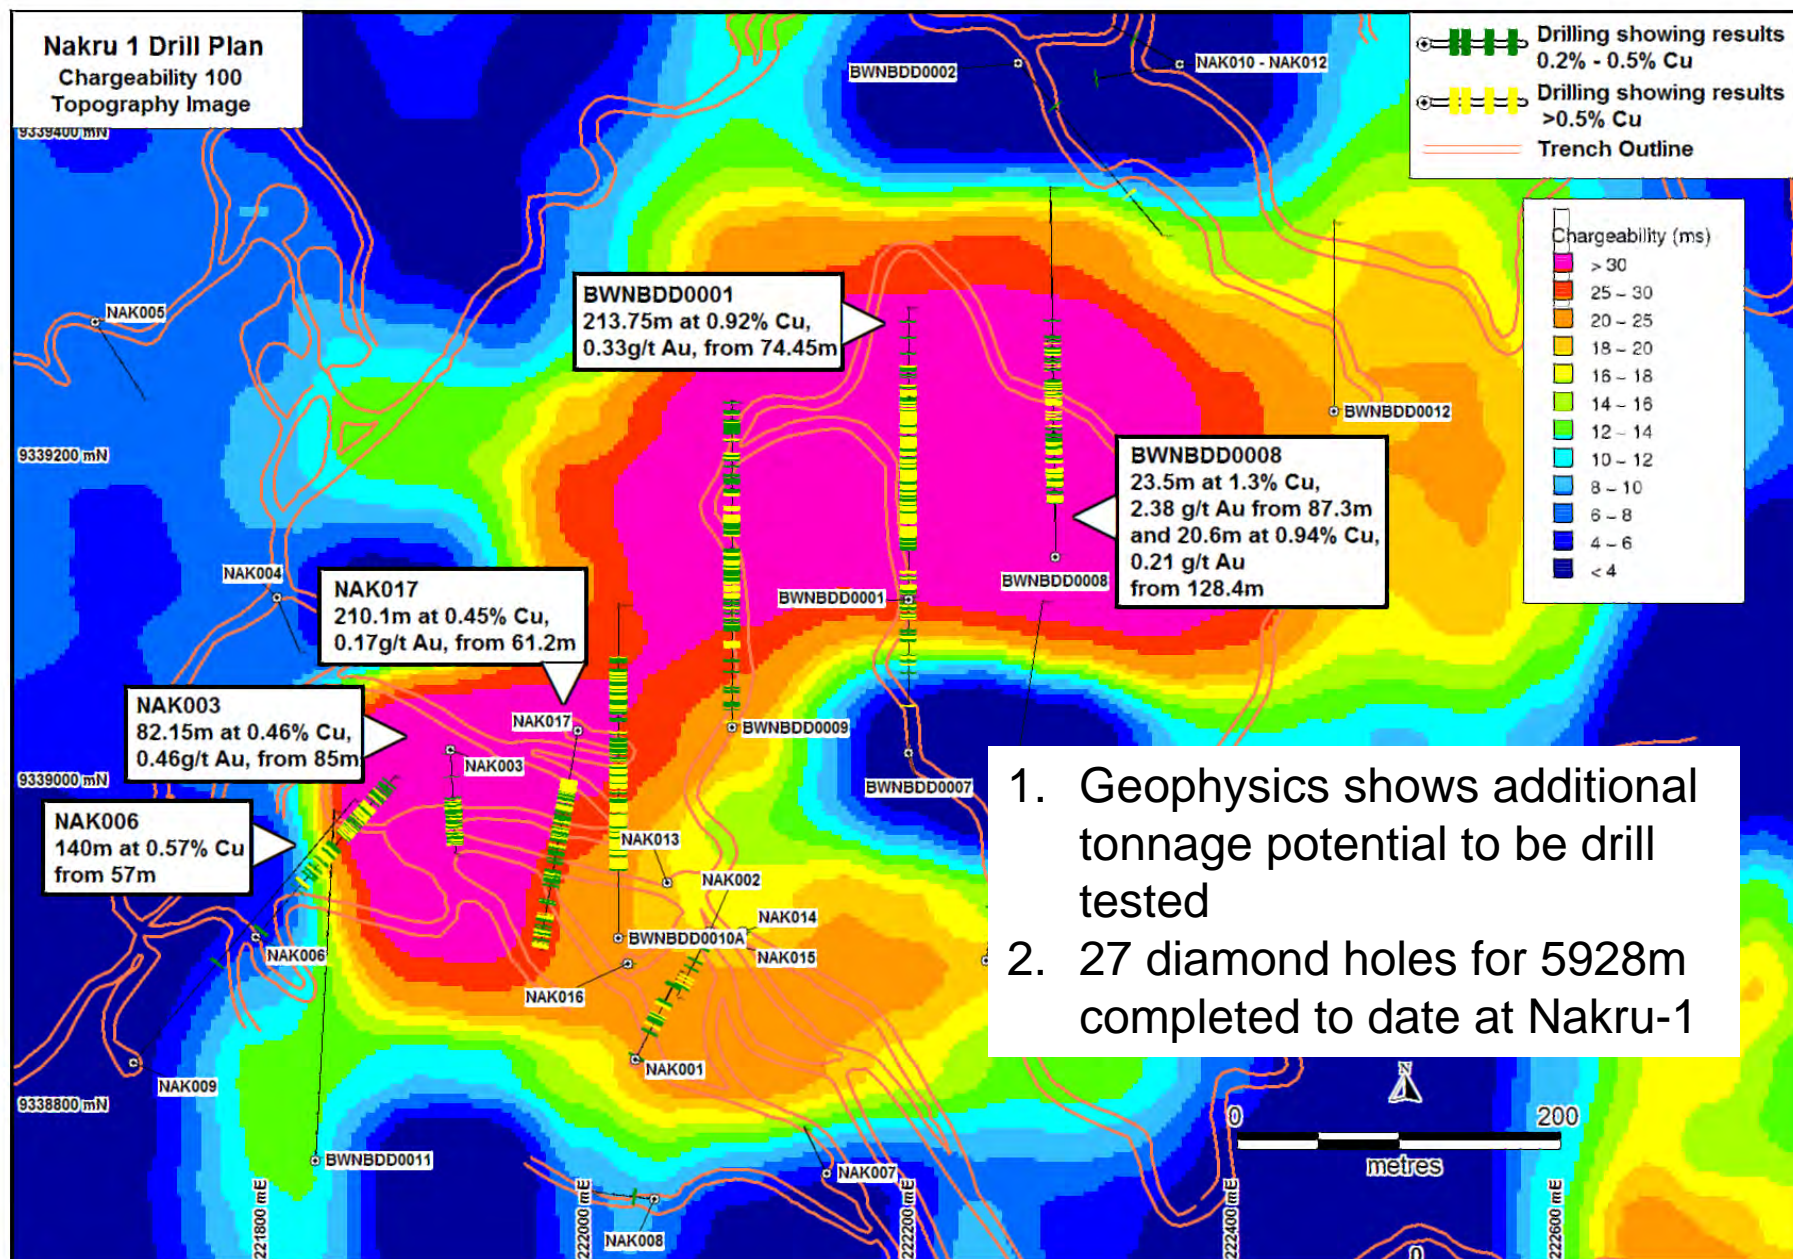 Nakru 1 Drill Plan
Chargeability 100
Topography Image
Drilling showing results
0.2% - 0.5% Cu
Drilling showing results
>0.5% Cu
Trench Outline
Chargeability (ms)
> 30
25 – 30
20 – 25
18 – 20
16 – 18
14 – 16
12 – 14
10 – 12
8 – 10
6 – 8
4 – 6
< 4
9339400 mN
9339200 mN
9339000 mN
9338800 mN
221800 mE
222000 mE
222200 mE
222400 mE
222600 mE
BWNBDD0002
NAK010 - NAK012
NAK005
BWNBDD0001
213.75m at 0.92% Cu,
0.33g/t Au, from 74.45m
BWNBDD0012
BWNBDD0008
23.5m at 1.3% Cu,
2.38 g/t Au from 87.3m
and 20.6m at 0.94% Cu,
0.21 g/t Au
from 128.4m
NAK004
NAK017
210.1m at 0.45% Cu,
0.17g/t Au, from 61.2m
BWNBDD0001
BWNBDD0008
NAK003
82.15m at 0.46% Cu,
0.46g/t Au, from 85m
NAK017
NAK003
BWNBDD0009
BWNBDD0007
NAK006
140m at 0.57% Cu
from 57m
NAK013
NAK002
NAK014
NAK015
BWNBDD0010A
NAK006
NAK016
NAK001
NAK009
BWNBDD0011
NAK007
NAK008
1. Geophysics shows additional
tonnage potential to be drill
tested
2. 27 diamond holes for 5928m
completed to date at Nakru-1
N
0 200
metres
0